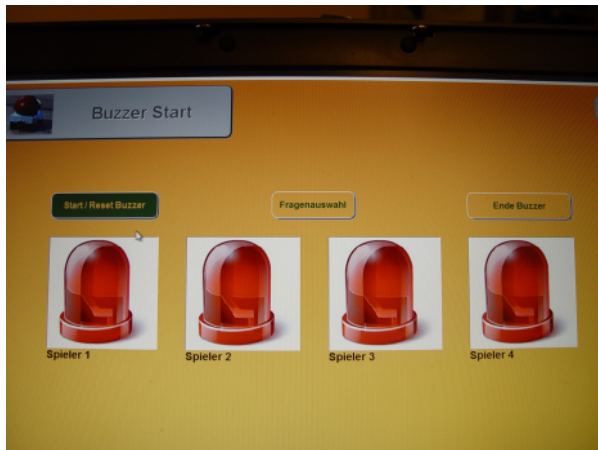 Buzzer Start
Start / Reset Buzzer
Fragenauswahl
Ende Buzzer
Spieler 1
Spieler 2
Spieler 3
Spieler 4